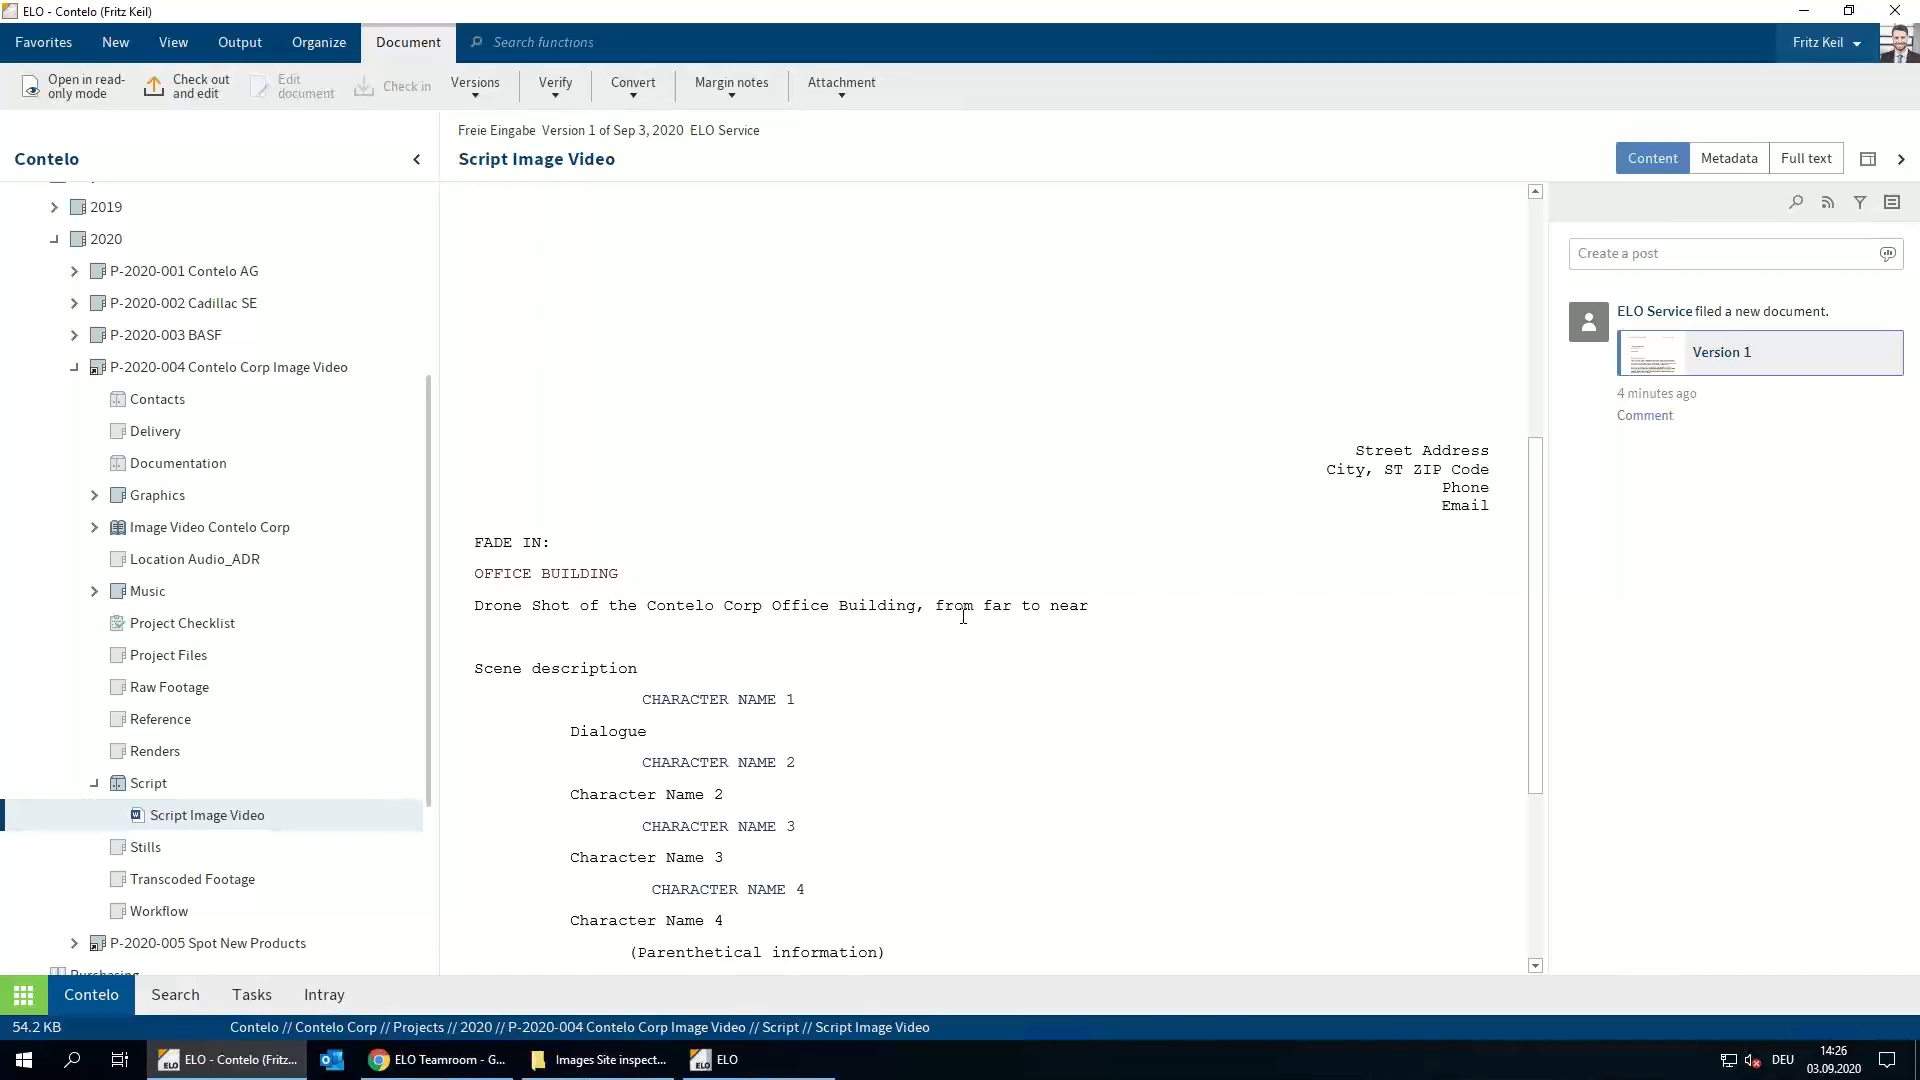 ELO - Contelo (Fritz Keil)
Favorites
New
View
Output
Organize
Document
Search functions
Fritz Keil
Open in read-
only mode
Check out
and edit
Edit
document
Check in
Versions
Verify
Convert
Margin notes
Attachment
Contelo
Freie Eingabe Version 1 of Sep 3, 2020 ELO Service
Script Image Video
Content
Metadata
Full text
2019
2020
P-2020-001 Contelo AG
P-2020-002 Cadillac SE
P-2020-003 BASF
P-2020-004 Contelo Corp Image Video
Contacts
Delivery
Documentation
Graphics
Image Video Contelo Corp
Location Audio_ADR
Music
Project Checklist
Project Files
Raw Footage
Reference
Renders
Script
Script Image Video
Stills
Transcoded Footage
Workflow
P-2020-005 Spot New Products
Purchasing
Street Address
City, ST ZIP Code
Phone
Email
FADE IN:
OFFICE BUILDING
Drone Shot of the Contelo Corp Office Building, from far to near
Scene description
CHARACTER NAME 1
Dialogue
CHARACTER NAME 2
Character Name 2
CHARACTER NAME 3
Character Name 3
CHARACTER NAME 4
Character Name 4
(Parenthetical information)
Create a post
ELO Service filed a new document.
Version 1
4 minutes ago
Comment
Contelo
Search
Tasks
Intray
54.2 KB
Contelo // Contelo Corp // Projects // 2020 // P-2020-004 Contelo Corp Image Video // Script // Script Image Video
ELO - Contelo (Fritz...
ELO Teamroom - G...
Images Site inspect...
ELO
DEU
14:26
03.09.2020